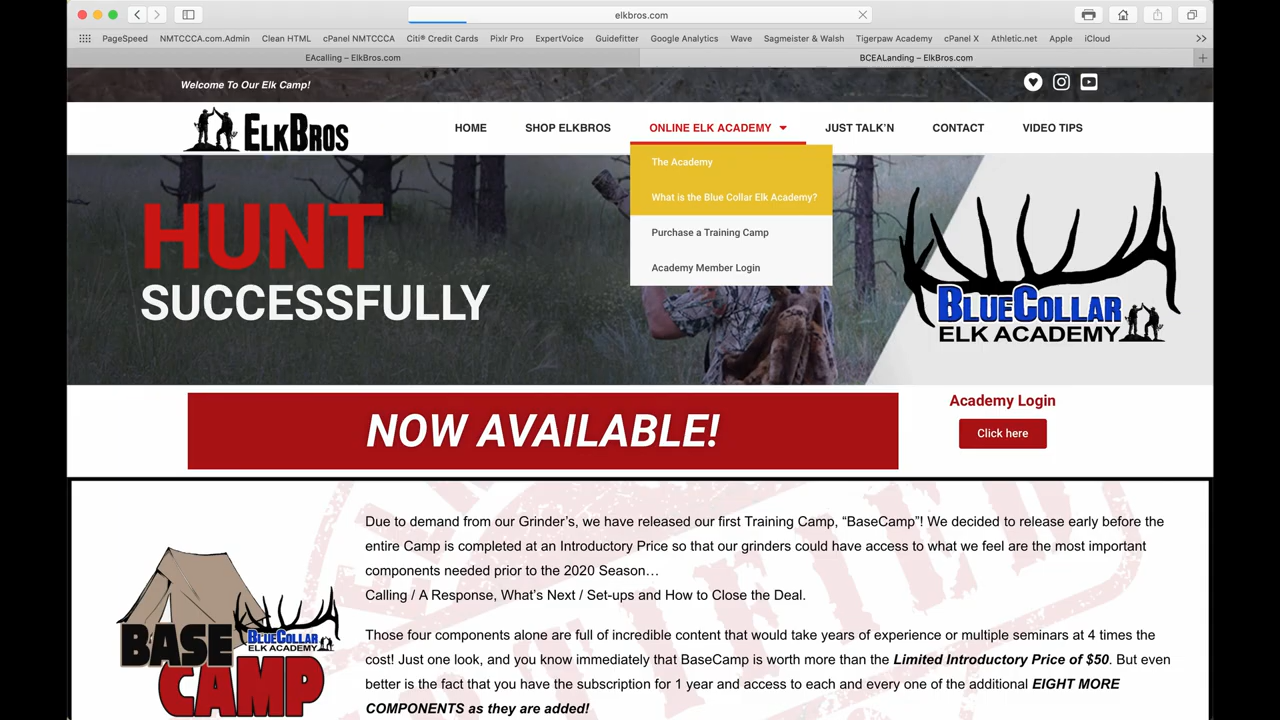 elkbros.com
PageSpeed NMTCCCA.com.Admin Clean HTML cPanel NMTCCCA Citi® Credit Cards Pixlr Pro ExpertVoice Guidefitter Google Analytics Wave Sagmeister & Walsh Tigerpaw Academy cPanel X Athletic.net Apple iCloud
EAcalling – ElkBros.com BCEALanding – ElkBros.com
Welcome To Our Elk Camp!
ELKBROS HOME SHOP ELKBROS ONLINE ELK ACADEMY JUST TALK’N CONTACT VIDEO TIPS
The Academy
What is the Blue Collar Elk Academy?
Purchase a Training Camp
Academy Member Login
HUNT
SUCCESSFULLY
BLUECOLLAR
ELK ACADEMY
NOW AVAILABLE!
Academy Login
Click here
Due to demand from our Grinder’s, we have released our first Training Camp, “BaseCamp”! We decided to release early before the
entire Camp is completed at an Introductory Price so that our grinders could have access to what we feel are the most important
components needed prior to the 2020 Season…
Calling / A Response, What’s Next / Set-ups and How to Close the Deal.
Those four components alone are full of incredible content that would take years of experience or multiple seminars at 4 times the
cost! Just one look, and you know immediately that BaseCamp is worth more than the Limited Introductory Price of $50. But even
better is the fact that you have the subscription for 1 year and access to each and every one of the additional EIGHT MORE
COMPONENTS as they are added!
BASE
BLUECOLLAR
ELK ACADEMY
CAMP